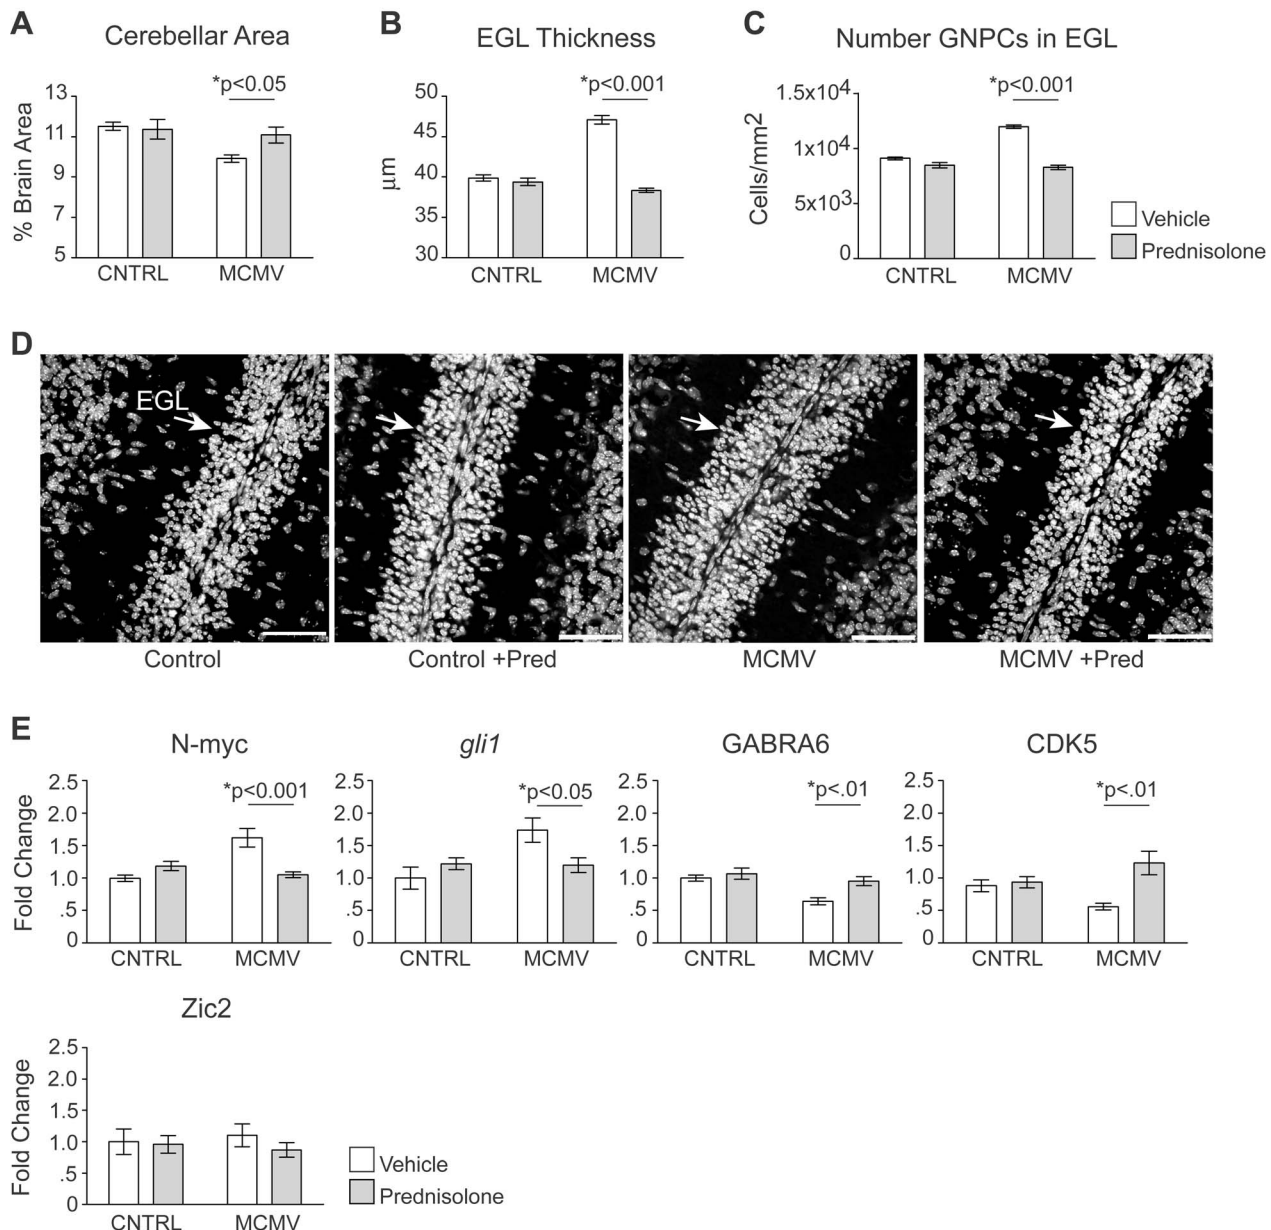 A
Cerebellar Area
*p<0.05
% Brain Area
13
11
9
7
5
CNTRL MCMV
B
EGL Thickness
*p<0.001
μm
50
45
40
35
30
CNTRL MCMV
C
Number GNPCs in EGL
*p<0.001
Cells/mm2
1.5x104
1x104
5x103
0
CNTRL MCMV
Vehicle
Prednisolone
D
EGL
Control Control +Pred MCMV MCMV +Pred
E
N-myc
*p<0.001
Fold Change
2.5
2.0
1.5
1.0
.5
0
CNTRL MCMV
gli1
*p<0.05
2.5
2.0
1.5
1.0
.5
0
CNTRL MCMV
GABRA6
*p<.01
2.5
2.0
1.5
1.0
.5
0
CNTRL MCMV
CDK5
*p<.01
2.5
2.0
1.5
1.0
.5
0
CNTRL MCMV
Zic2
Fold Change
2.5
2.0
1.5
1.0
.5
0
CNTRL MCMV
Vehicle
Prednisolone